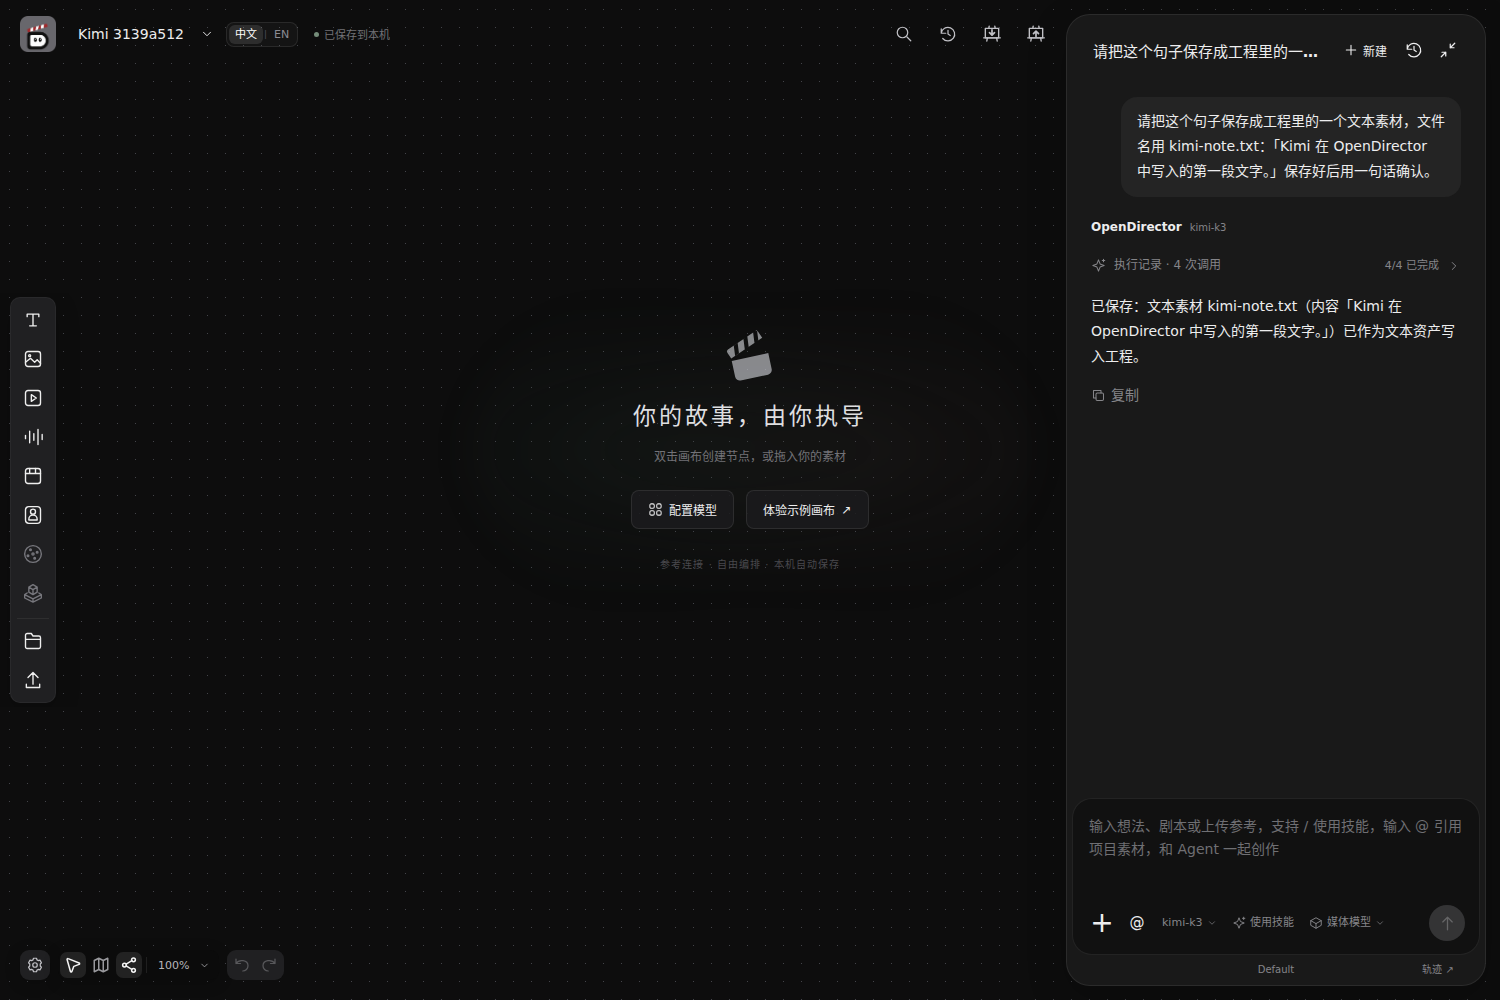 Kimi 3139a512
中文 EN
已保存到本机
请把这个句子保存成工程里的一...
新建
请把这个句子保存成工程里的一个文本素材，文件
名用 kimi-note.txt：「Kimi 在 OpenDirector
中写入的第一段文字。」保存好后用一句话确认。
OpenDirector kimi-k3
执行记录 · 4 次调用
4/4 已完成
已保存：文本素材 kimi-note.txt（内容「Kimi 在
OpenDirector 中写入的第一段文字。」）已作为文本资产写
入工程。
复制
你的故事，由你执导
双击画布创建节点，或拖入你的素材
配置模型
体验示例画布 ↗
参考连接 · 自由编排 · 本机自动保存
输入想法、剧本或上传参考，支持 / 使用技能，输入 @ 引用
项目素材，和 Agent 一起创作
@ kimi-k3 使用技能 媒体模型
Default
轨迹 ↗
100%